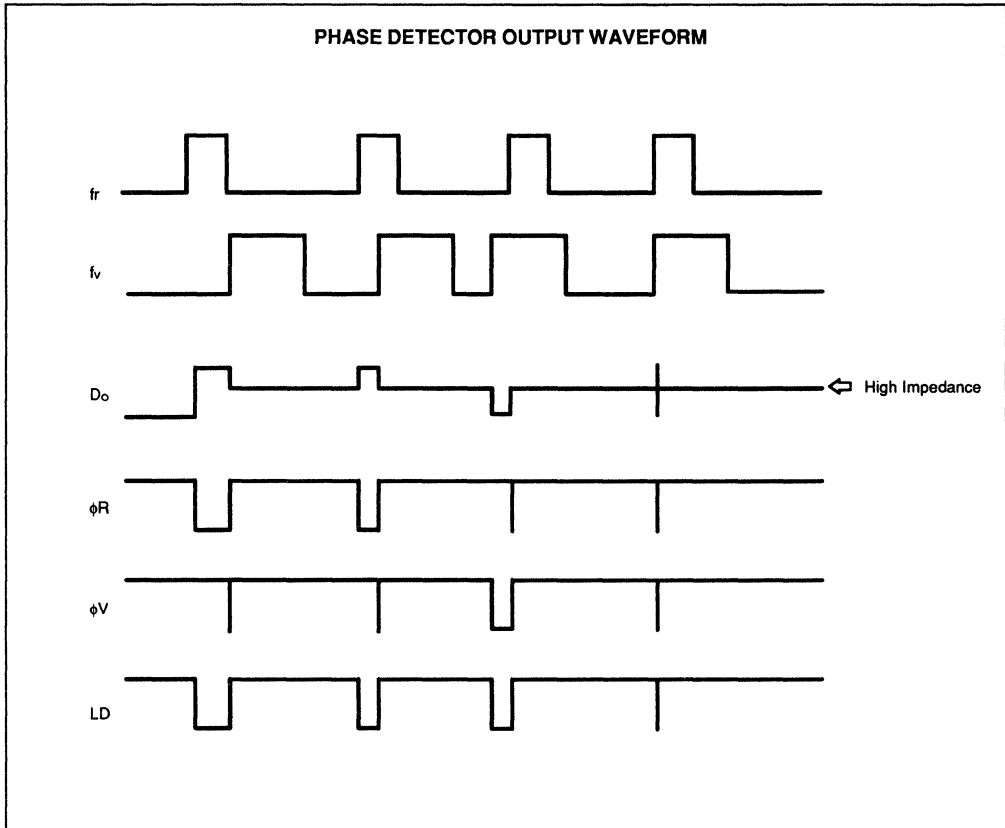 PHASE DETECTOR OUTPUT WAVEFORM
fr
fv
Do
High Impedance
ϕR
ϕV
LD